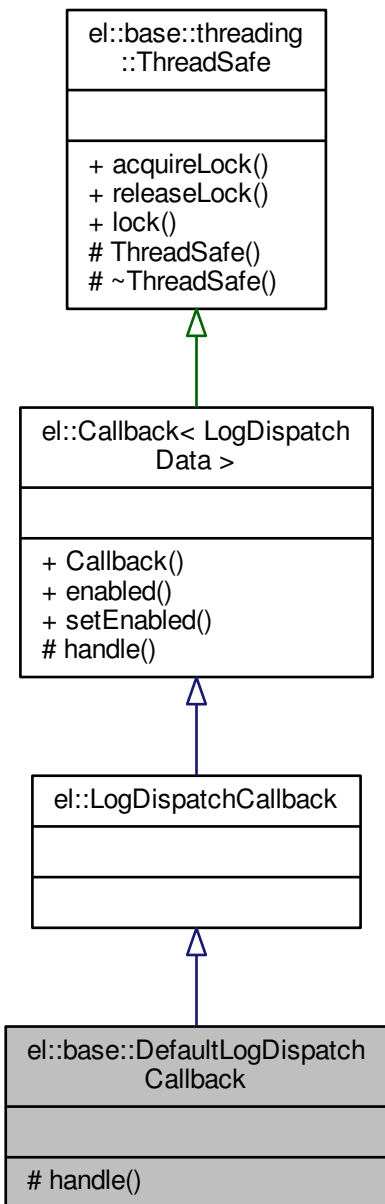 el::base::threading
::ThreadSafe
+ acquireLock()
+ releaseLock()
+ lock()
# ThreadSafe()
# ~ThreadSafe()
el::Callback< LogDispatch
Data >
+ Callback()
+ enabled()
+ setEnabled()
# handle()
el::LogDispatchCallback
el::base::DefaultLogDispatch
Callback
# handle()